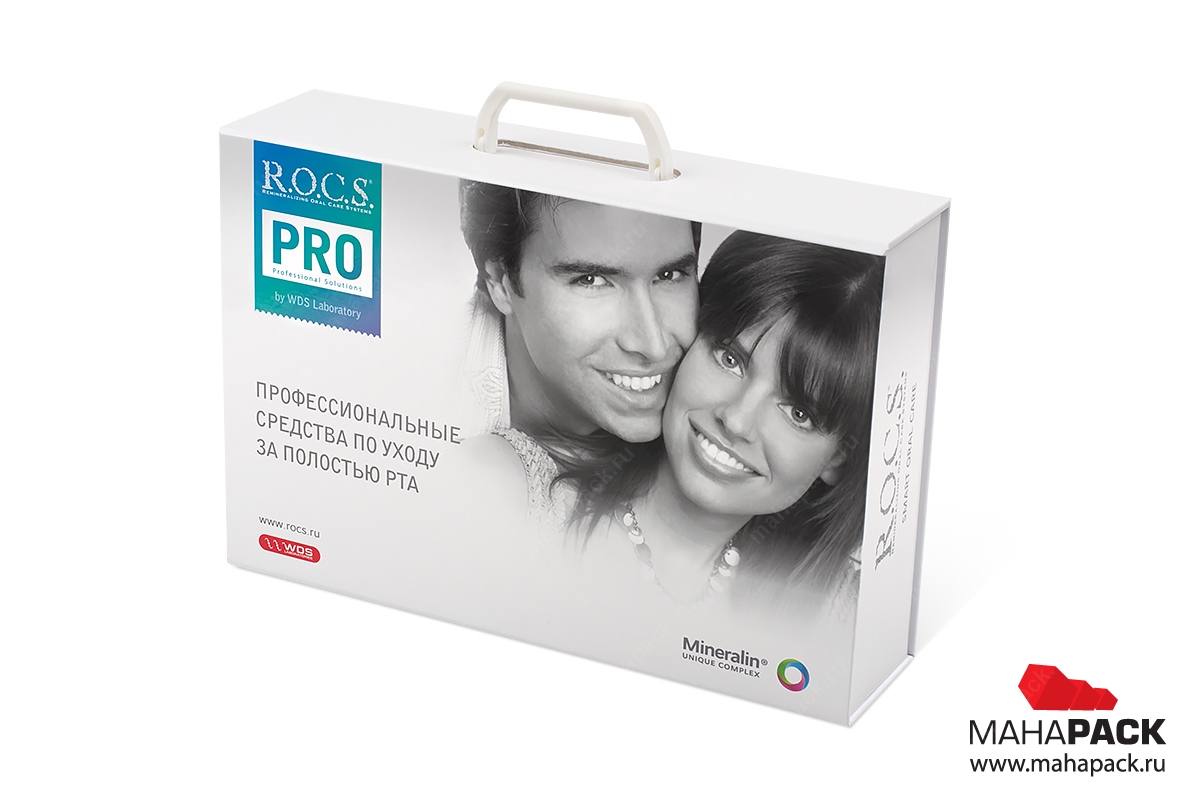 R.O.C.S.®
REMINERALIZING ORAL CARE SYSTEMS
PRO
Professional Solutions
by WDS Laboratory
ПРОФЕССИОНАЛЬНЫЕ
СРЕДСТВА ПО УХОДУ
ЗА ПОЛОСТЬЮ РТА
www.rocs.ru
WDS
LABORATORIES
Mineralin®
UNIQUE COMPLEX
R.O.C.S.®
SMART ORAL CARE
MAHAPACK
www.mahapack.ru